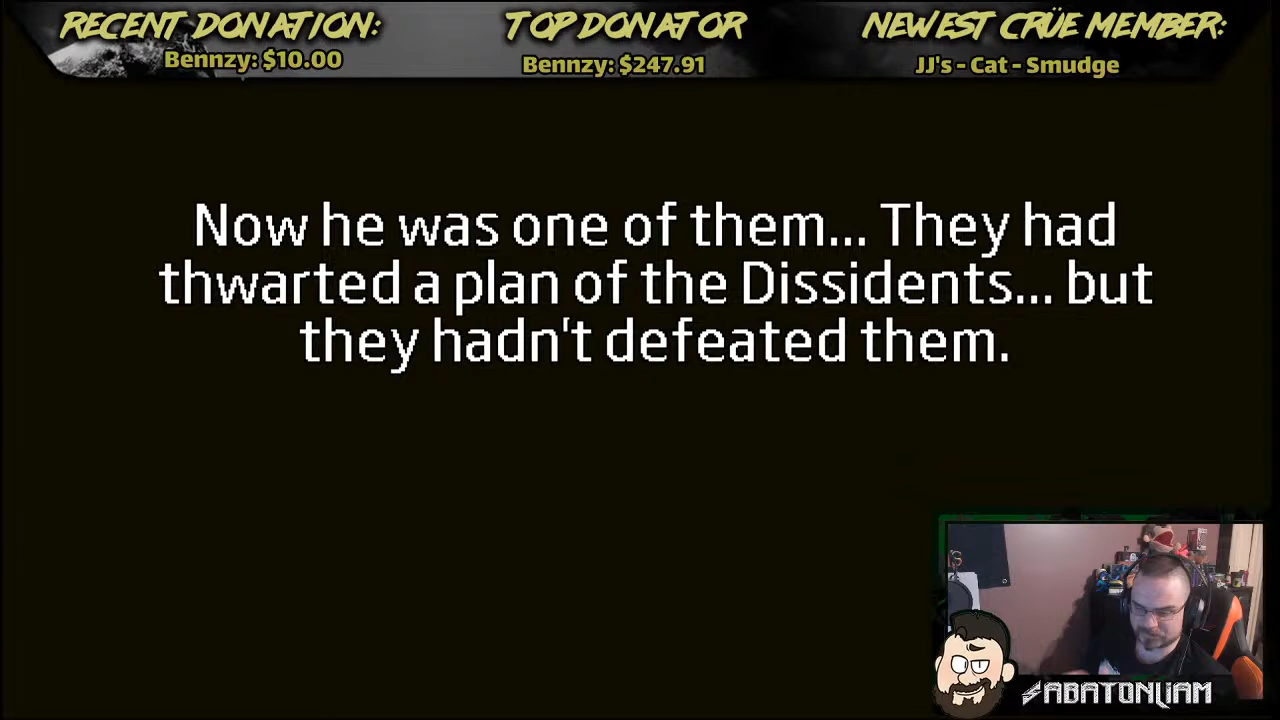 RECENT DONATION:
Bennzy: $10.00
TOP DONATOR
Bennzy: $247.91
NEWEST CRÜE MEMBER:
JJ's - Cat - Smudge
Now he was one of them... They had
thwarted a plan of the Dissidents... but
they hadn't defeated them.
SABATONLIAM